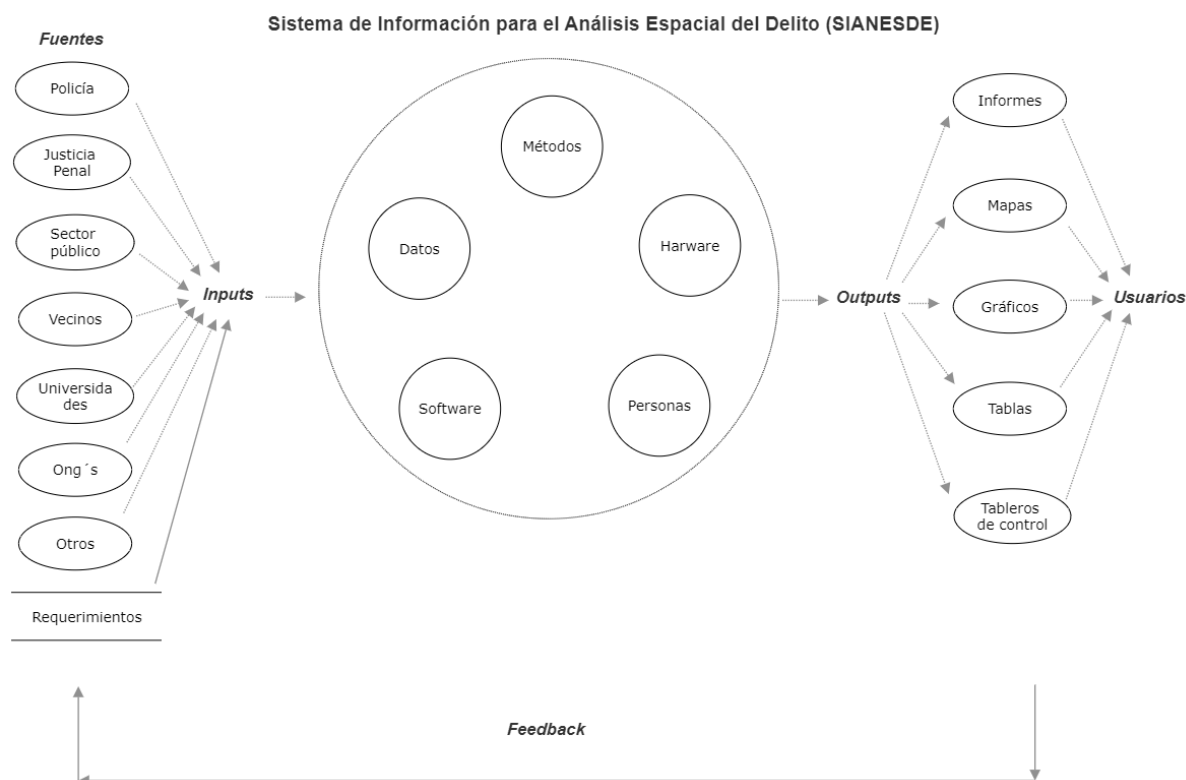 Sistema de Información para el Análisis Espacial del Delito (SIANESDE)
Fuentes
Policía
Justicia
Penal
Sector
público
Vecinos
Universida
des
Ong´s
Otros
Requerimientos
Inputs
Métodos
Datos
Harware
Software
Personas
Outputs
Informes
Mapas
Gráficos
Tablas
Tableros
de control
Usuarios
Feedback